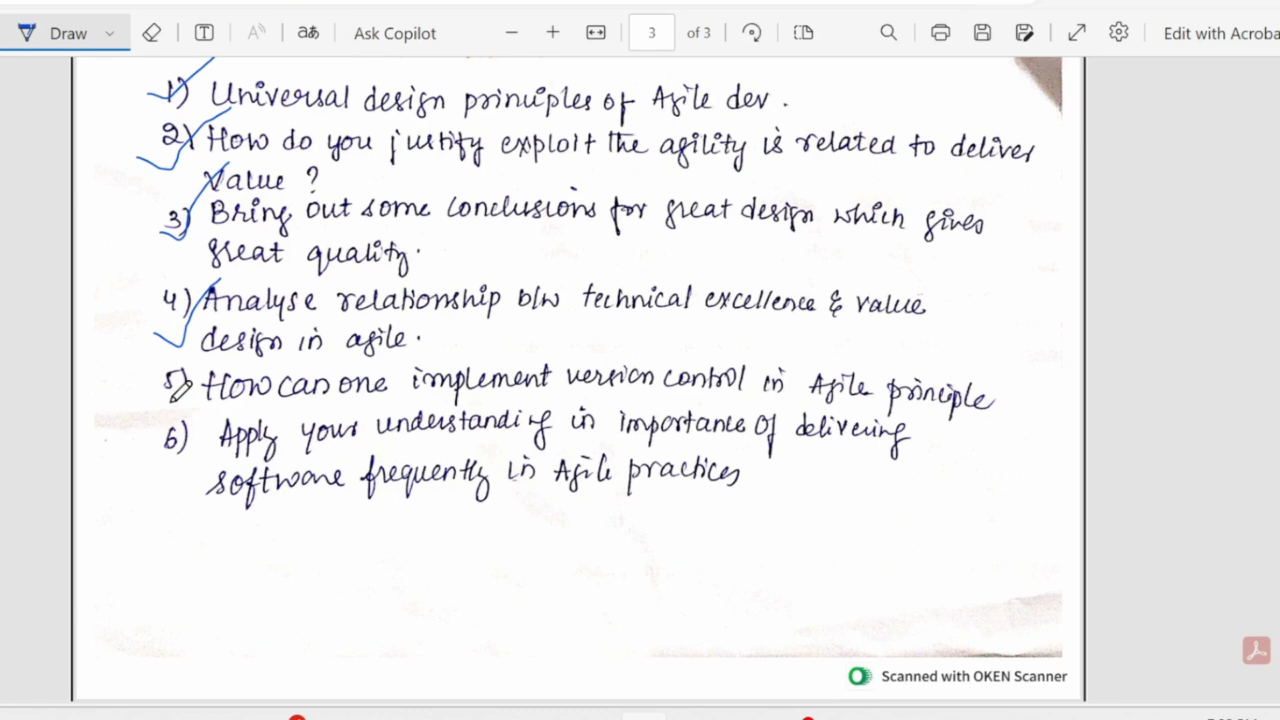 Draw
Ask Copilot
3 of 3
Edit with Acroba
1) Universal design principles of Agile dev.
2) How do you justify exploit the agility is related to deliver
value ?
3) Bring out some conclusions for great design which gives
great quality.
4) Analyse relationship b/w technical excellence & value
design in agile.
5) How can one implement version control in Agile principle
6) Apply your understanding in importance of delivering
software frequently in Agile practices
Scanned with OKEN Scanner